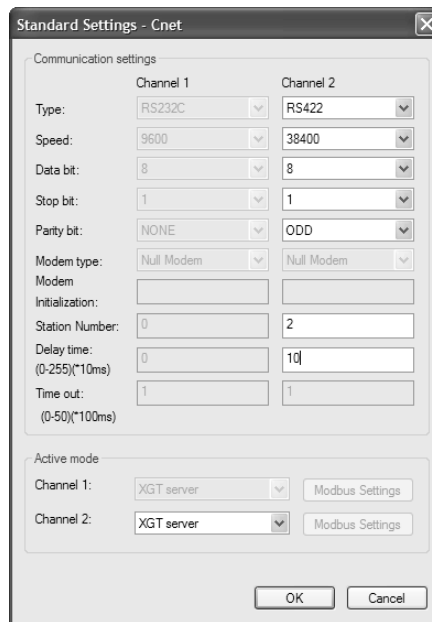 Standard Settings - Cnet
Communication settings
Channel 1 Channel 2
Type: RS232C RS422
Speed: 9600 38400
Data bit: 8 8
Stop bit: 1 1
Parity bit: NONE ODD
Modem type: Null Modem Null Modem
Modem
Initialization:
Station Number: 0 2
Delay time: 0 10
(0-255)(*10ms)
Time out: 1 1
(0-50)(*100ms)
Active mode
Channel 1: XGT server Modbus Settings
Channel 2: XGT server Modbus Settings
OK Cancel